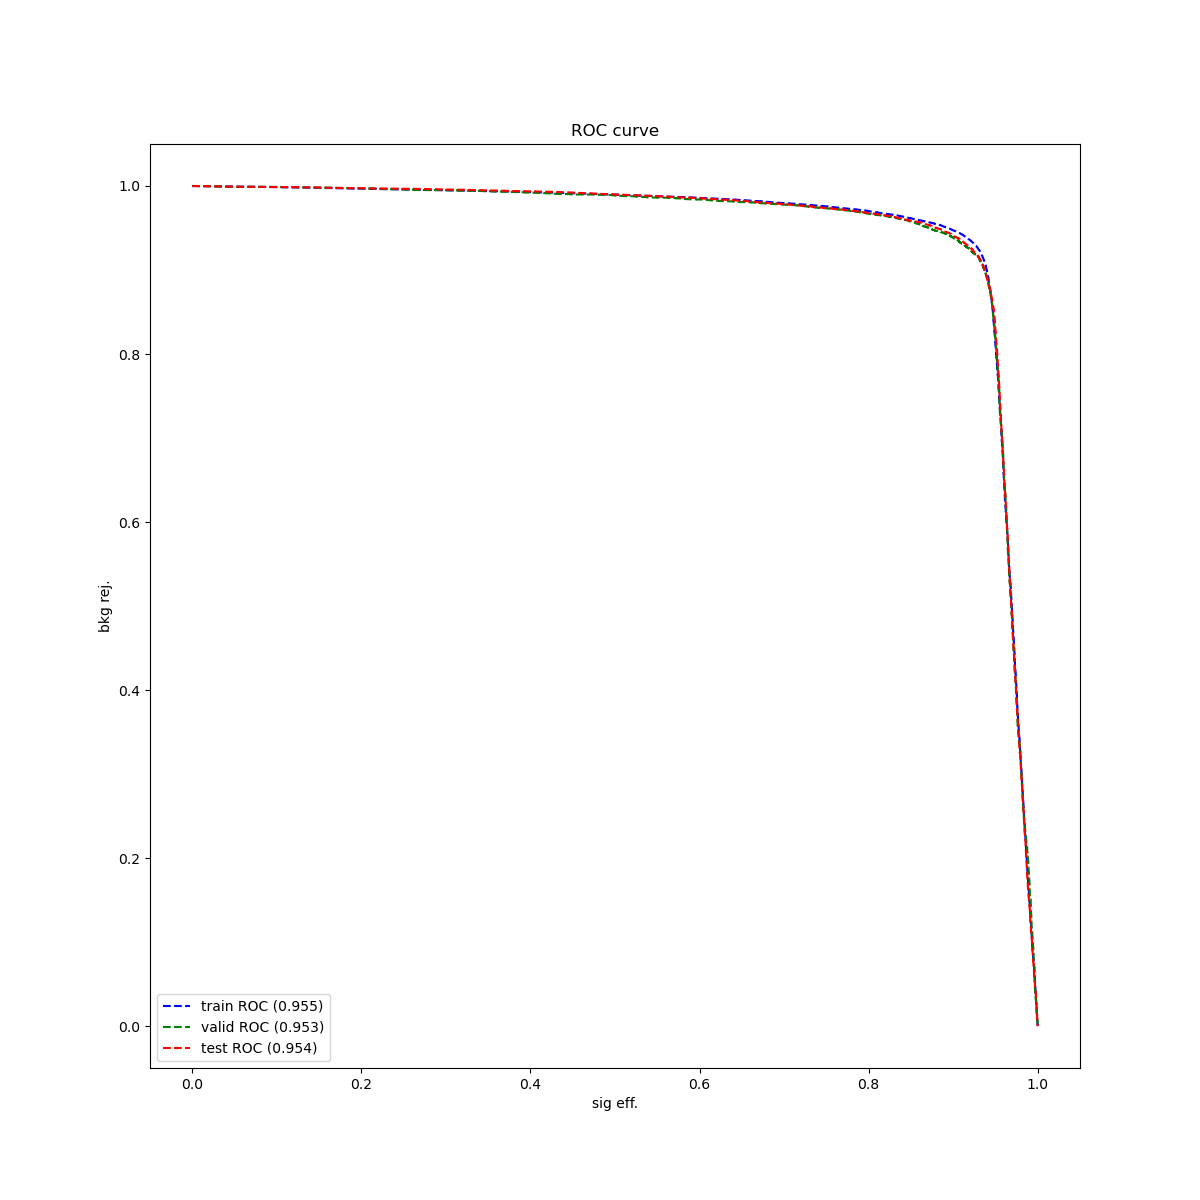 ROC curve
1.0
0.8
0.6
0.4
0.2
0.0
bkg rej.
train ROC (0.955)
valid ROC (0.953)
test ROC (0.954)
0.0 0.2 0.4 0.6 0.8 1.0
sig eff.